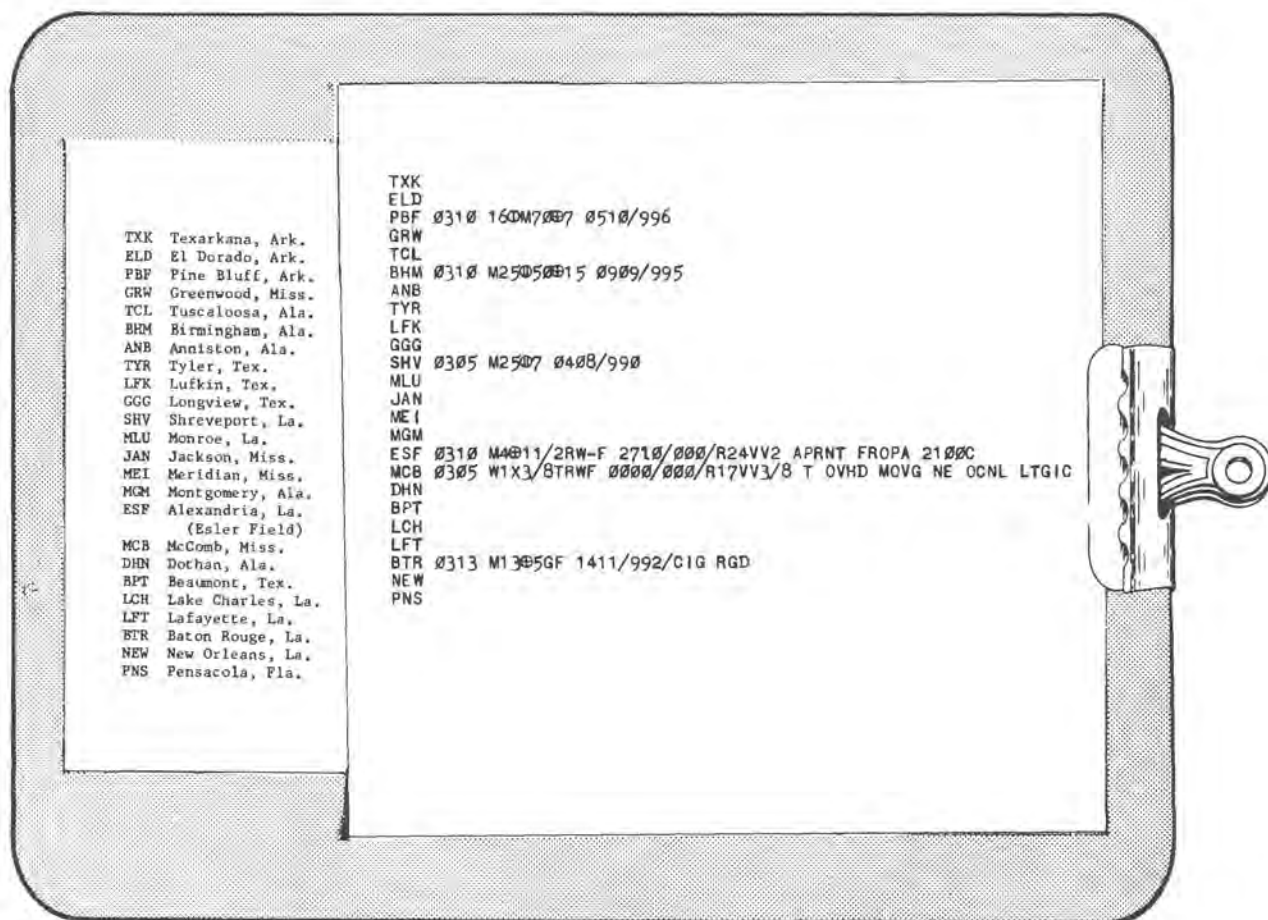 TXK Texarkana, Ark.
ELD El Dorado, Ark.
PBF Pine Bluff, Ark.
GRW Greenwood, Miss.
TCL Tuscaloosa, Ala.
BHM Birmingham, Ala.
ANB Anniston, Ala.
TYR Tyler, Tex.
LFK Lufkin, Tex.
GGG Longview, Tex.
SHV Shreveport, La.
MLU Monroe, La.
JAN Jackson, Miss.
MEI Meridian, Miss.
MGM Montgomery, Ala.
ESF Alexandria, La.
(Esler Field)
MCB McComb, Miss.
DHN Dothan, Ala.
BPT Beaumont, Tex.
LCH Lake Charles, La.
LFT Lafayette, La.
BTR Baton Rouge, La.
NEW New Orleans, La.
PNS Pensacola, Fla.
TXK
ELD
PBF Ø31Ø 16⦶M7Ø⊕7 Ø51Ø/996
GRW
TCL
BHM Ø31Ø M25⦶5Ø⊕15 Ø9Ø9/995
ANB
TYR
LFK
GGG
SHV Ø3Ø5 M25⦶7 Ø4Ø8/99Ø
MLU
JAN
MEI
MGM
ESF Ø31Ø M4⊕11/2RW-F 271Ø/ØØØ/R24VV2 APRNT FROPA 21ØØC
MCB Ø3Ø5 W1X3/8TRWF ØØØØ/ØØØ/R17VV3/8 T OVHD MOVG NE OCNL LTGIC
DHN
BPT
LCH
LFT
BTR Ø313 M13⊕5GF 1411/992/CIG RGD
NEW
PNS